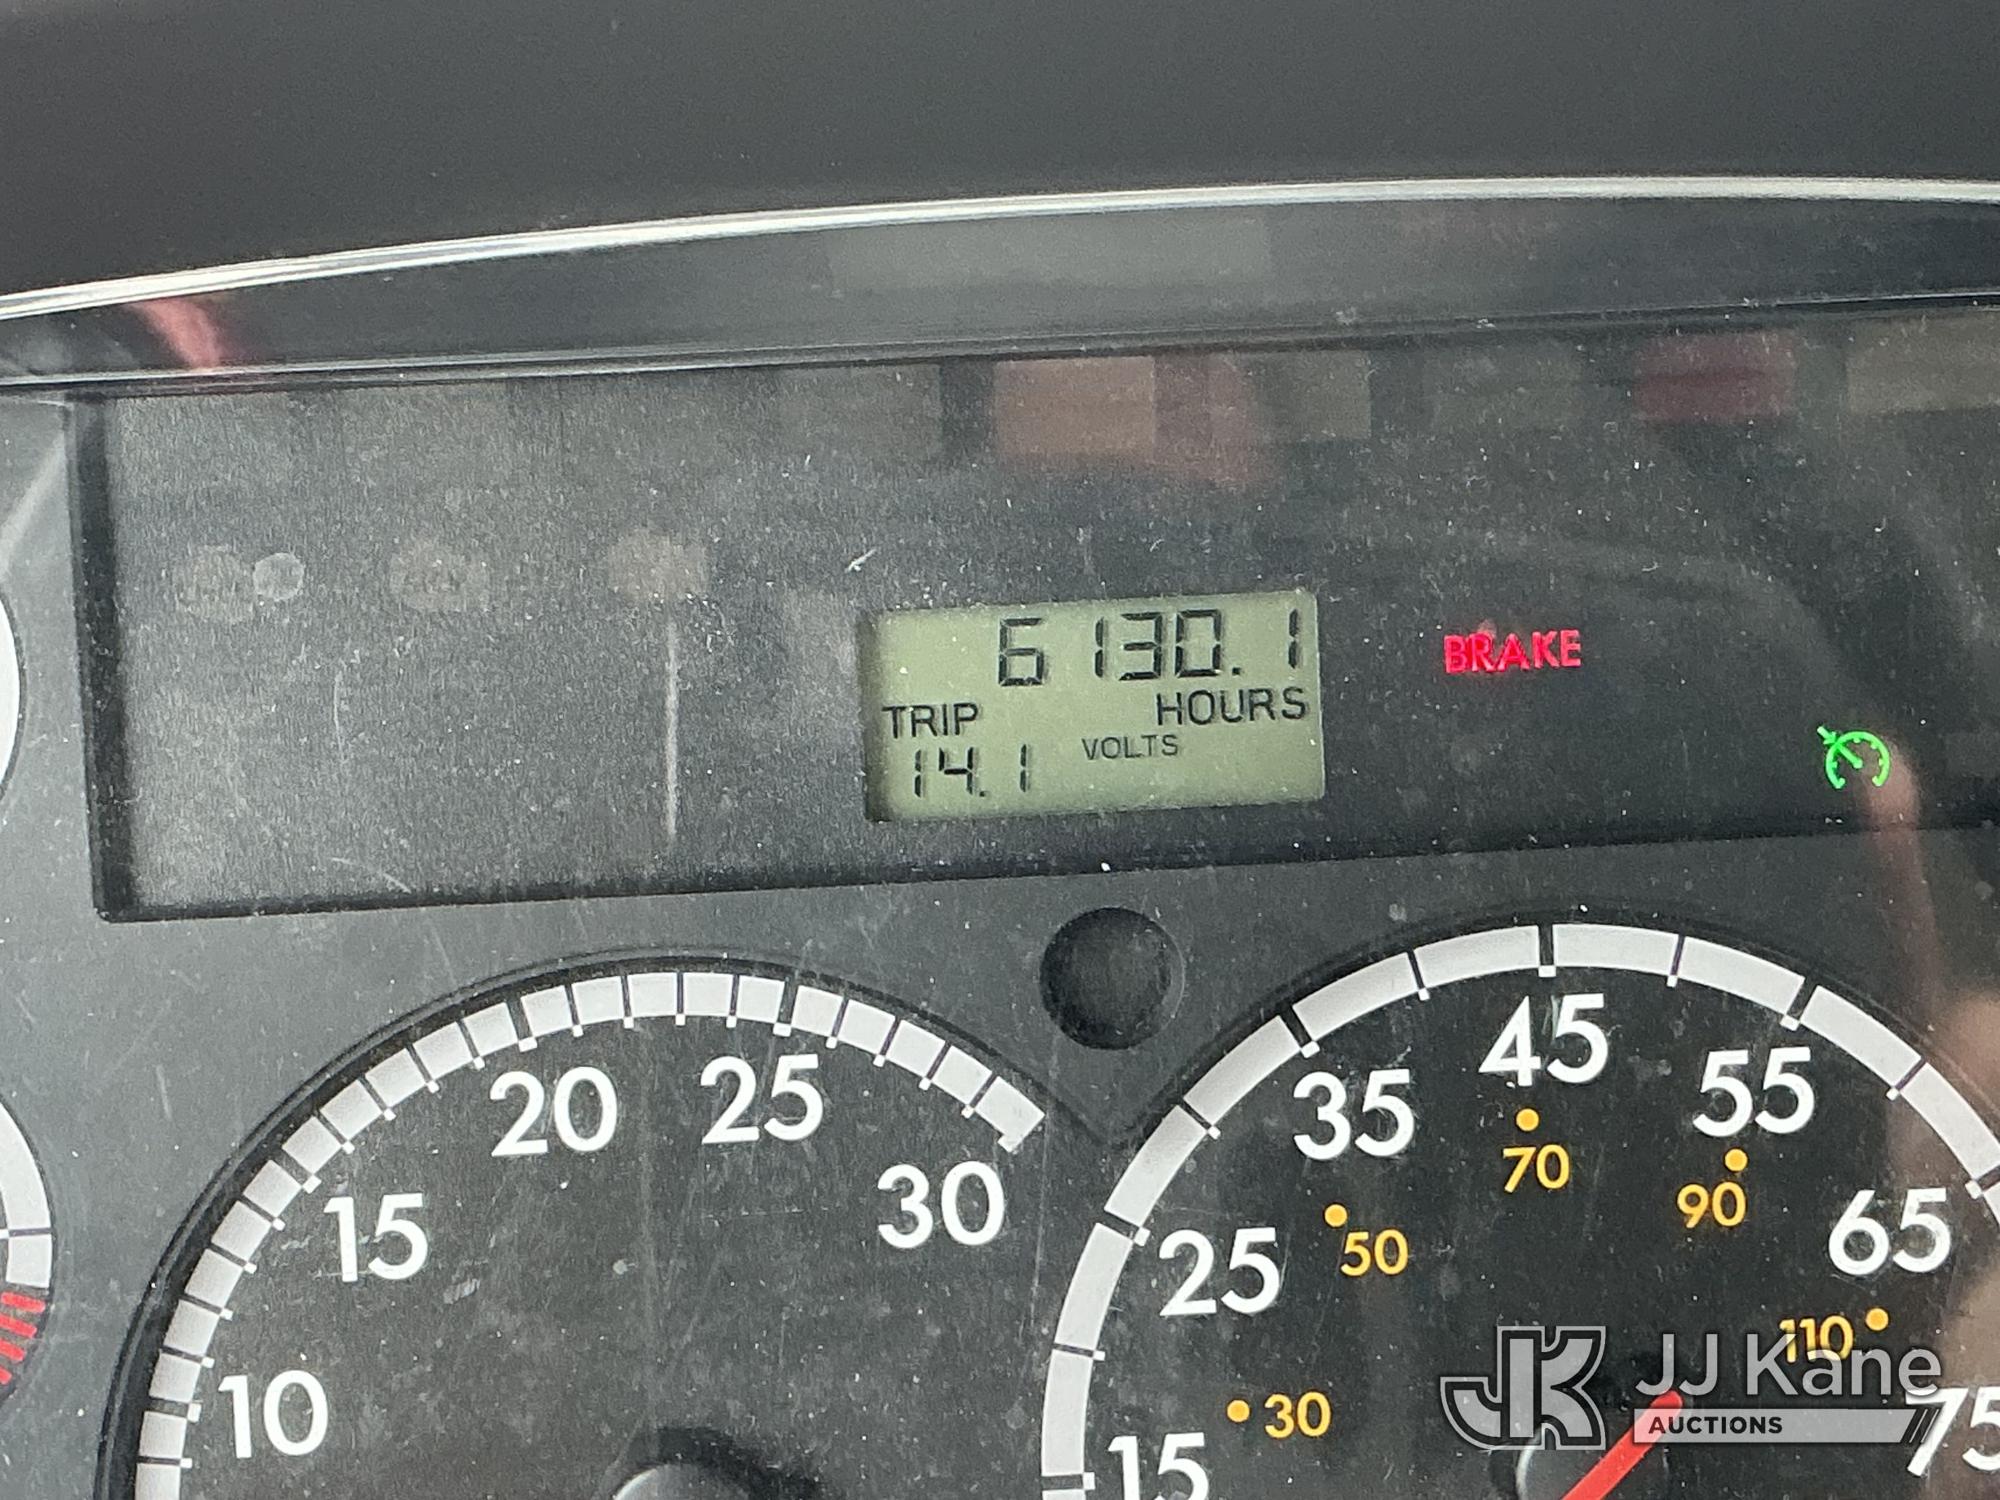 6130.1
TRIP HOURS
14.1 VOLTS
BRAKE
10 15 20 25 30
15 25 35 45 55 65 75
30 50 70 90 110
JJ Kane
AUCTIONS